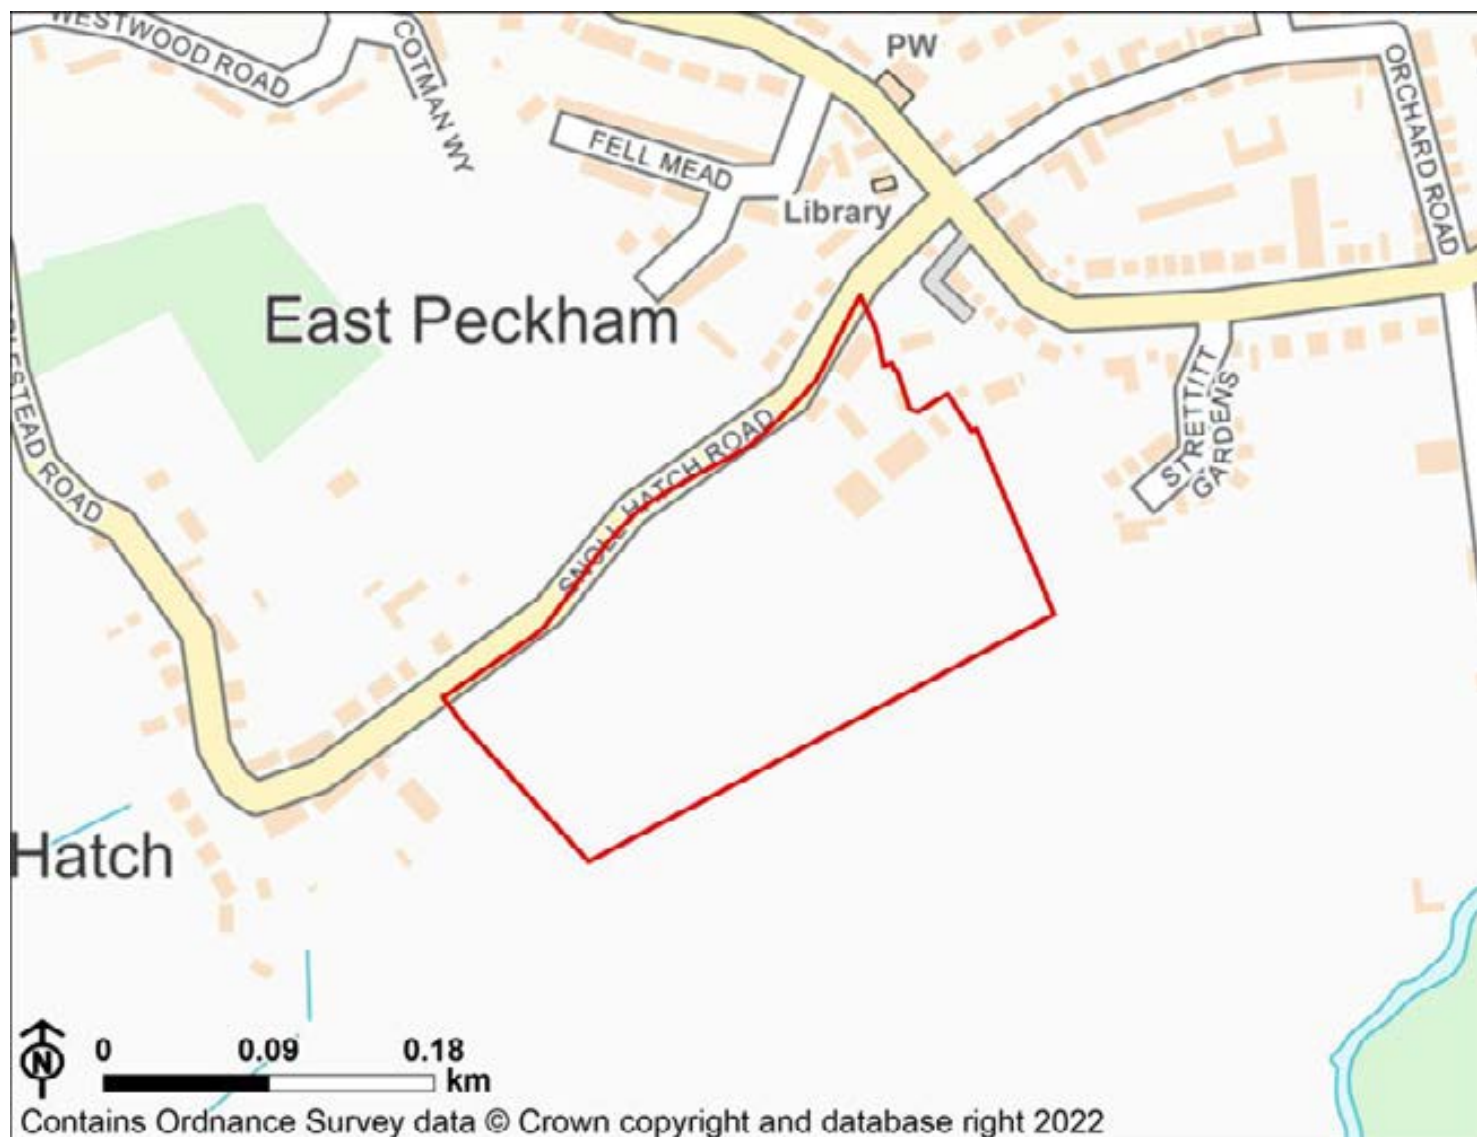 WESTWOOD ROAD
COTMAN WY
PW
ORCHARD ROAD
FELL MEAD
Library
East Peckham
STRETTITT
GARDENS
SNOLL HATCH ROAD
ROAD
Hatch
N
0 0.09 0.18
km
Contains Ordnance Survey data © Crown copyright and database right 2022